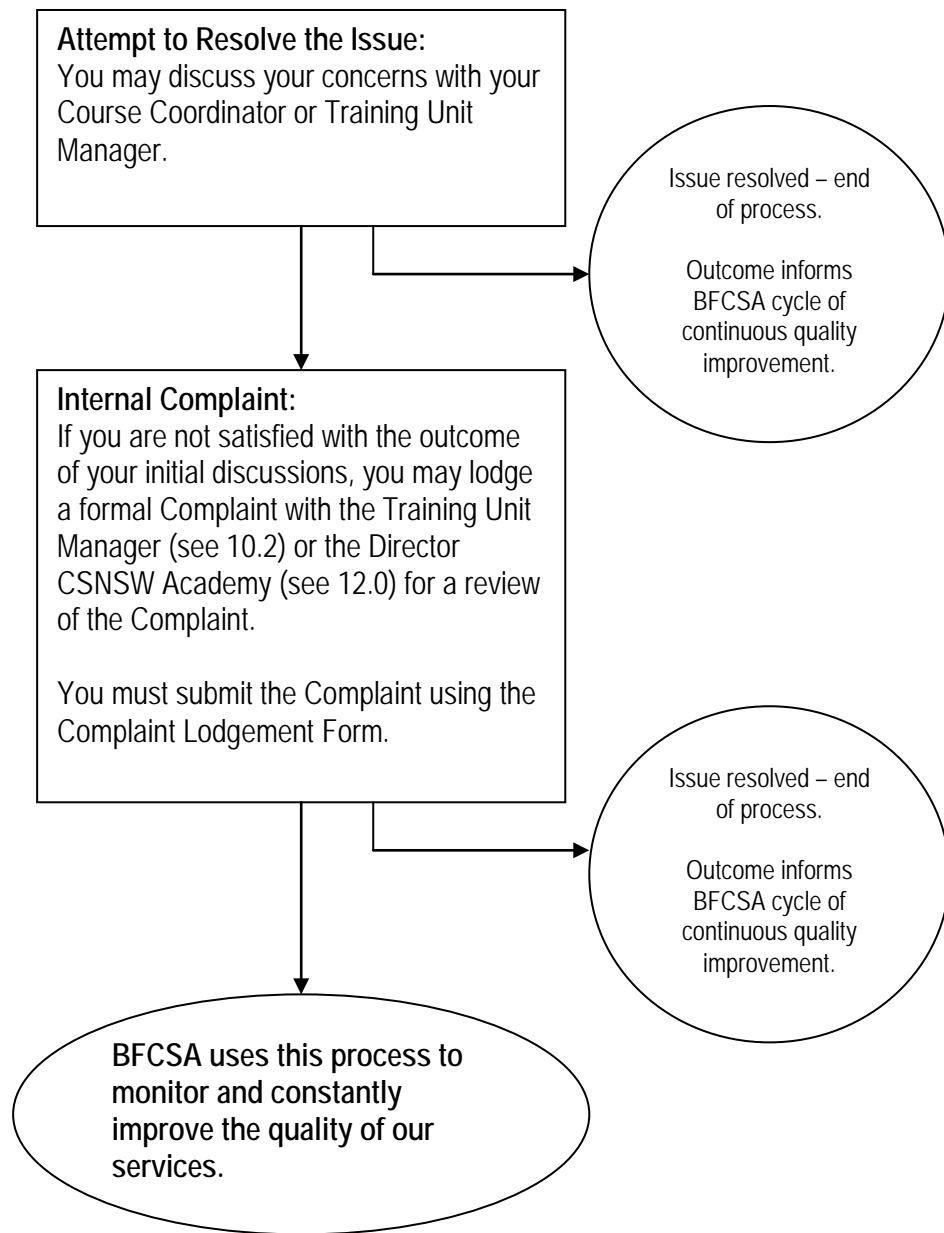 Attempt to Resolve the Issue:
You may discuss your concerns with your
Course Coordinator or Training Unit
Manager.
Issue resolved – end
of process.
Outcome informs
BFCSA cycle of
continuous quality
improvement.
Internal Complaint:
If you are not satisfied with the outcome
of your initial discussions, you may lodge
a formal Complaint with the Training Unit
Manager (see 10.2) or the Director
CSNSW Academy (see 12.0) for a review
of the Complaint.
You must submit the Complaint using the
Complaint Lodgement Form.
Issue resolved – end
of process.
Outcome informs
BFCSA cycle of
continuous quality
improvement.
BFCSA uses this process to
monitor and constantly
improve the quality of our
services.